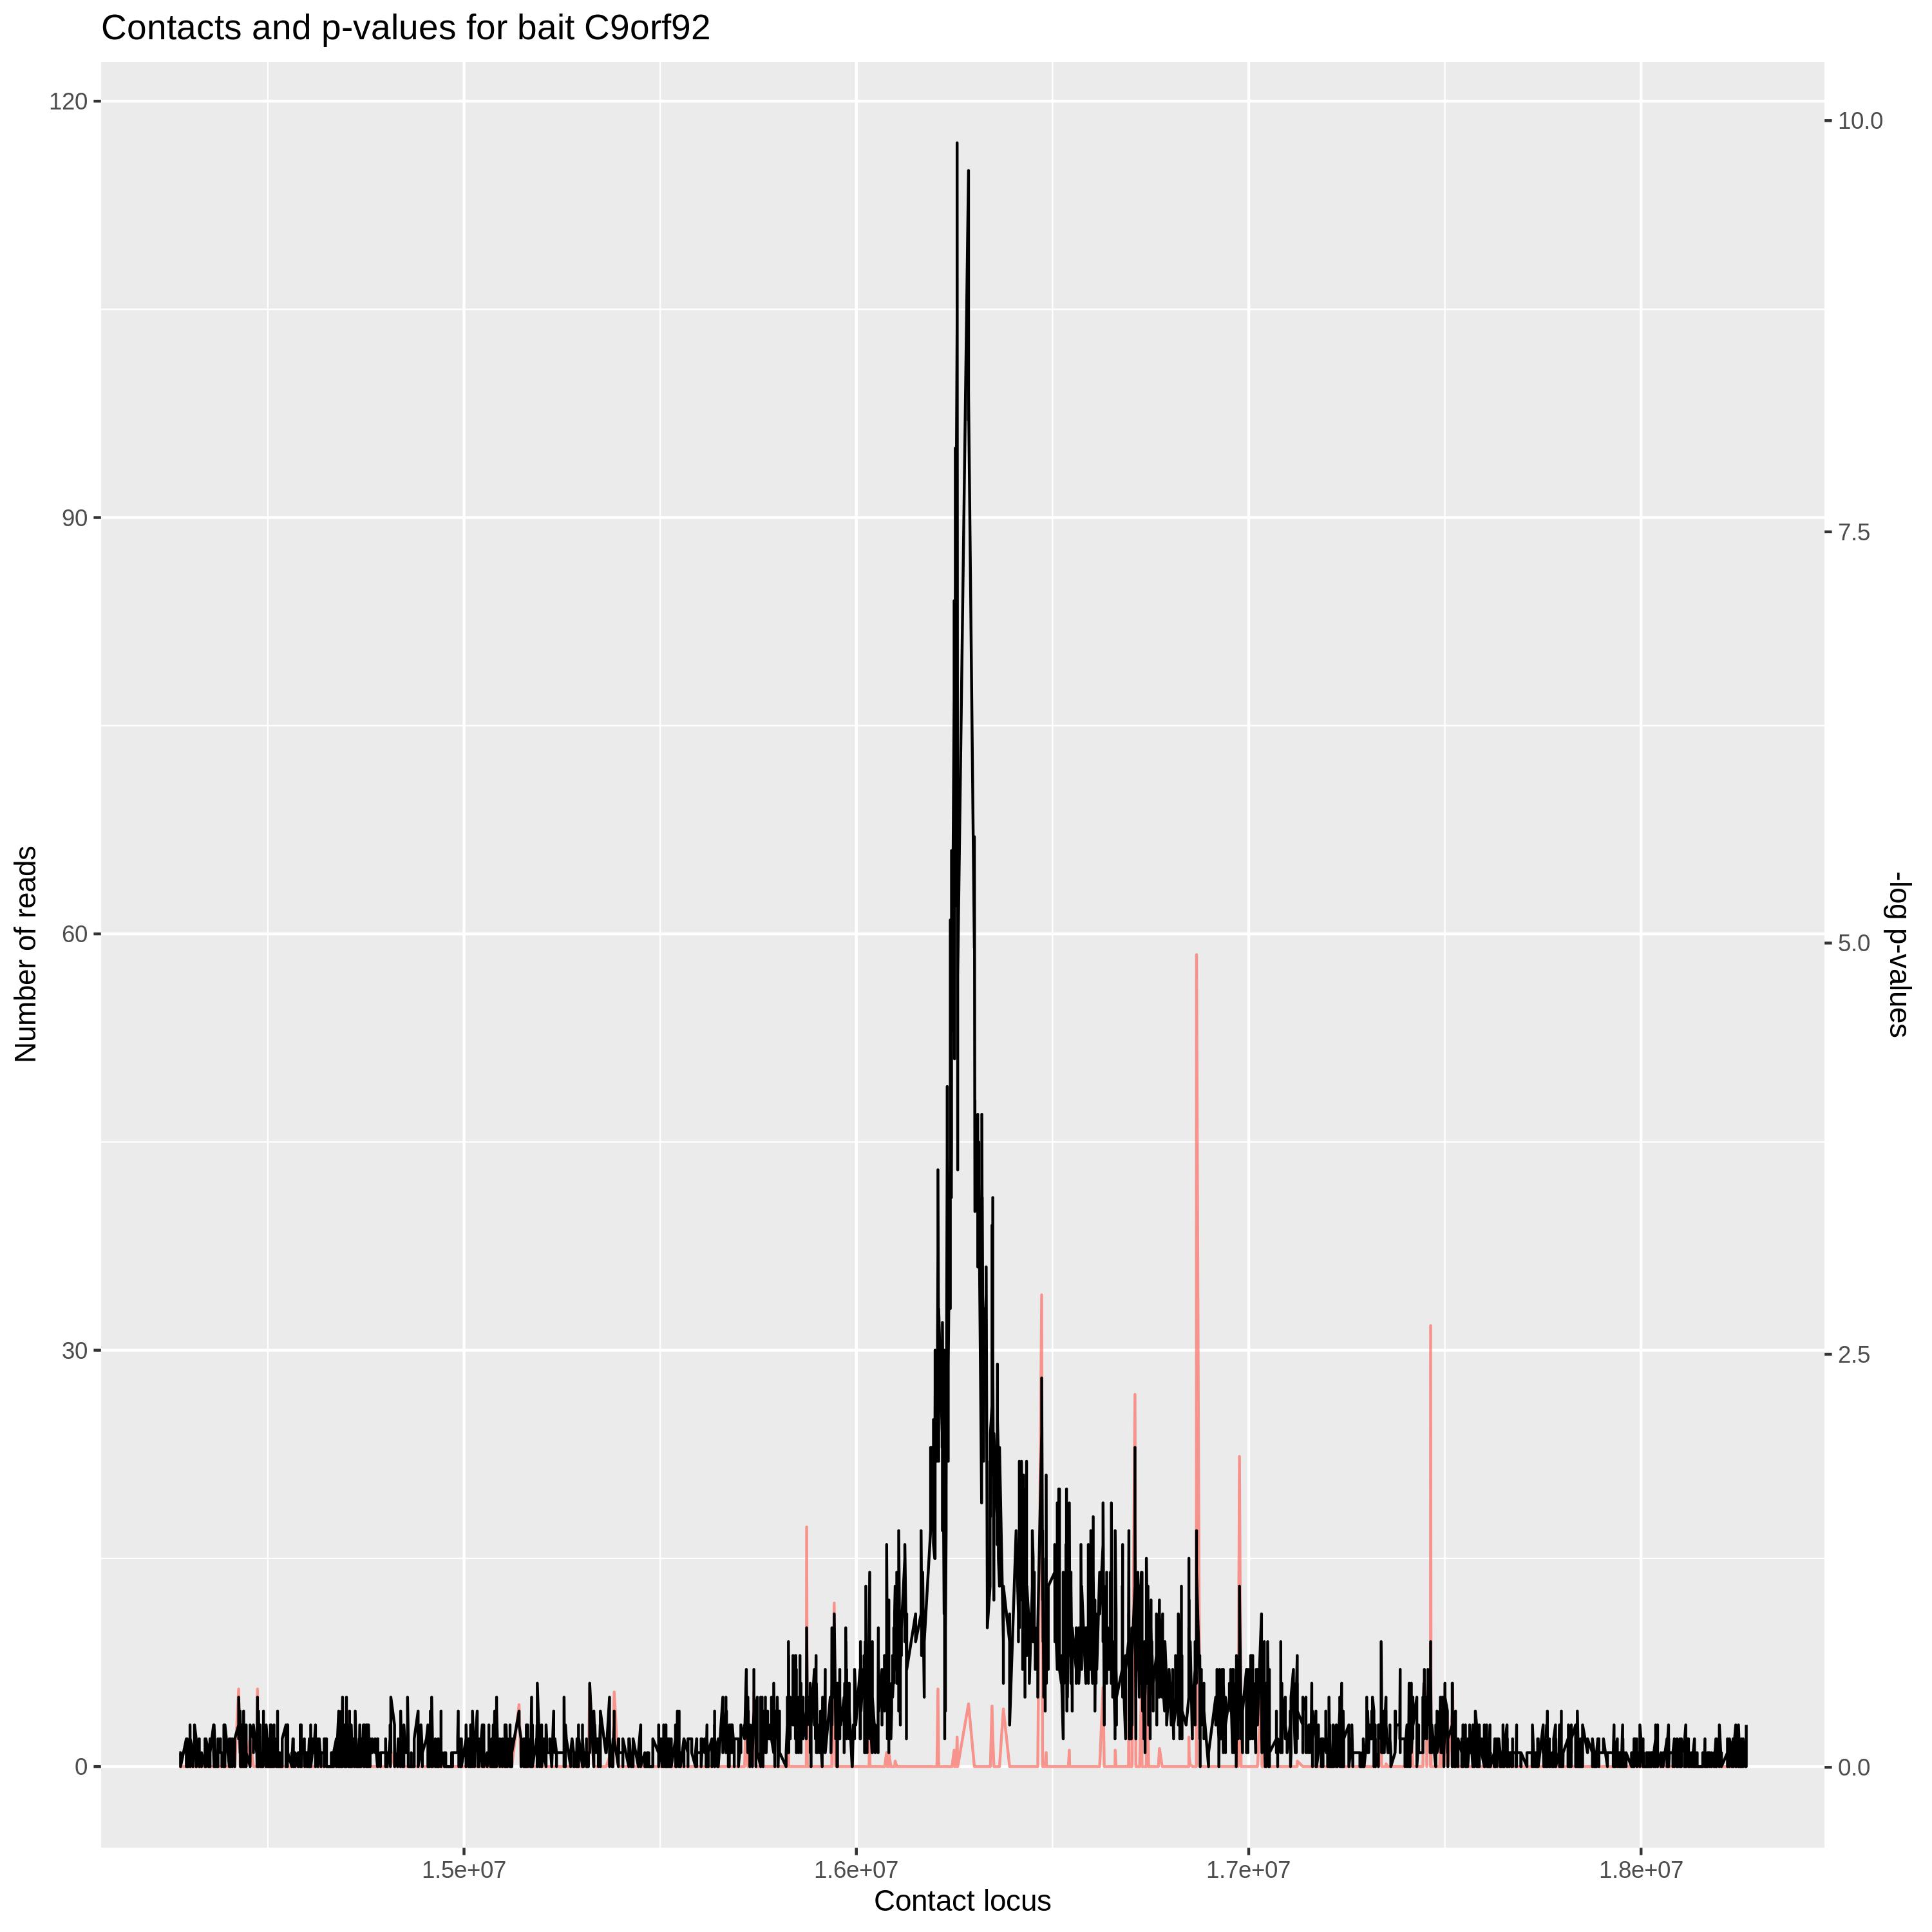 Contacts and p-values for bait C9orf92
120
90
60
30
0
Number of reads
10.0
7.5
5.0
2.5
0.0
-log p-values
1.5e+07
1.6e+07
1.7e+07
1.8e+07
Contact locus